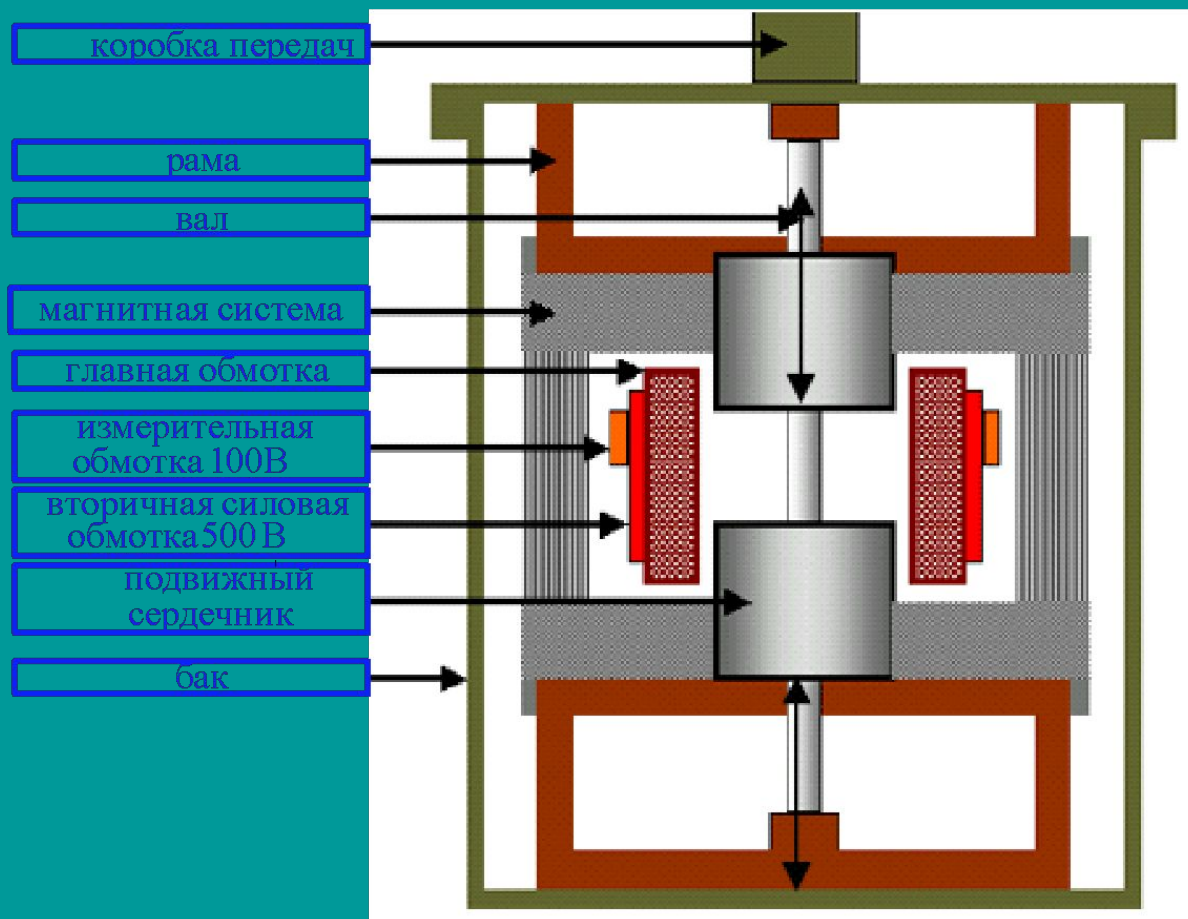 коробка передач
рама
вал
магнитная система
главная обмотка
измерительная
обмотка 100В
вторичная силовая
обмотка 500 В
подвижный
сердечник
бак